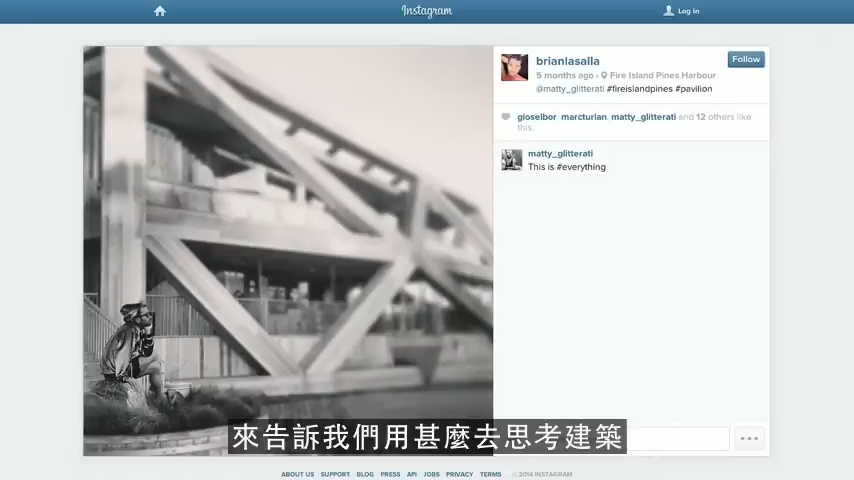 Instagram
Log in
brianlasalla
Follow
5 months ago · Fire Island Pines Harbour
@matty_glitterati #fireislandpines #pavilion
gioselbor marcturian matty_glitterati and 12 others like
this.
matty_glitterati
This is #everything
來告訴我們用甚麼去思考建築
ABOUT US SUPPORT BLOG PRESS API JOBS PRIVACY TERMS © 2014 INSTAGRAM